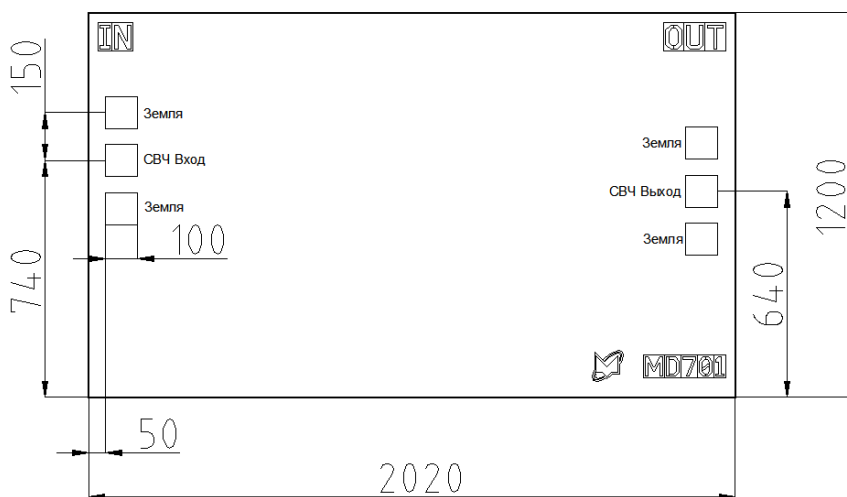 IN
OUT
150
Земля
СВЧ Вход
Земля
100
740
50
2020
Земля
СВЧ Выход
Земля
1200
640
MD701